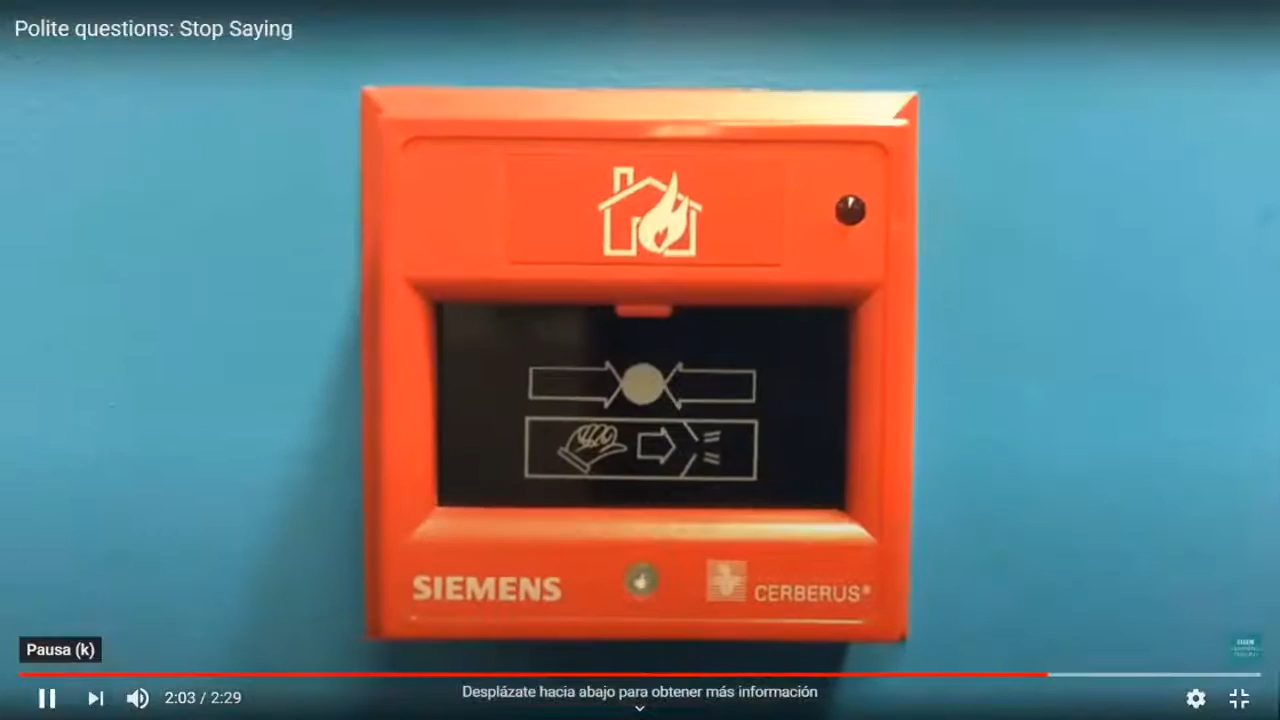 Polite questions: Stop Saying
SIEMENS
CERBERUS®
Pausa (k)
2:03 / 2:29
Desplázate hacia abajo para obtener más información